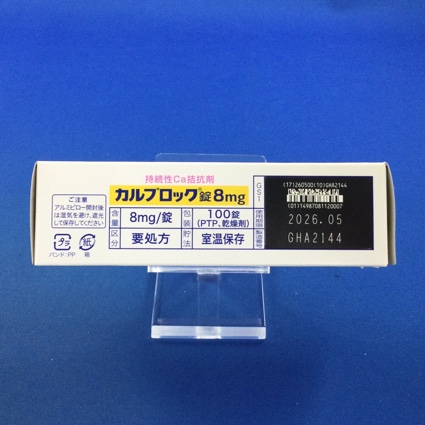 持続性Ca拮抗剤
カルブロック®錠8mg
ご注意
アルミピロー開封後
は湿気を避け、遮光
して保存してください
含量 8mg/錠
包装 100錠
(PTP、乾燥剤)
区分 要処方
貯法 室温保存
プラ
紙
バンド:PP
箱
GS1
使用期限
製造番号
(17)260500(10)GHA2144
(01)14987081120007
2026.05
GHA2144